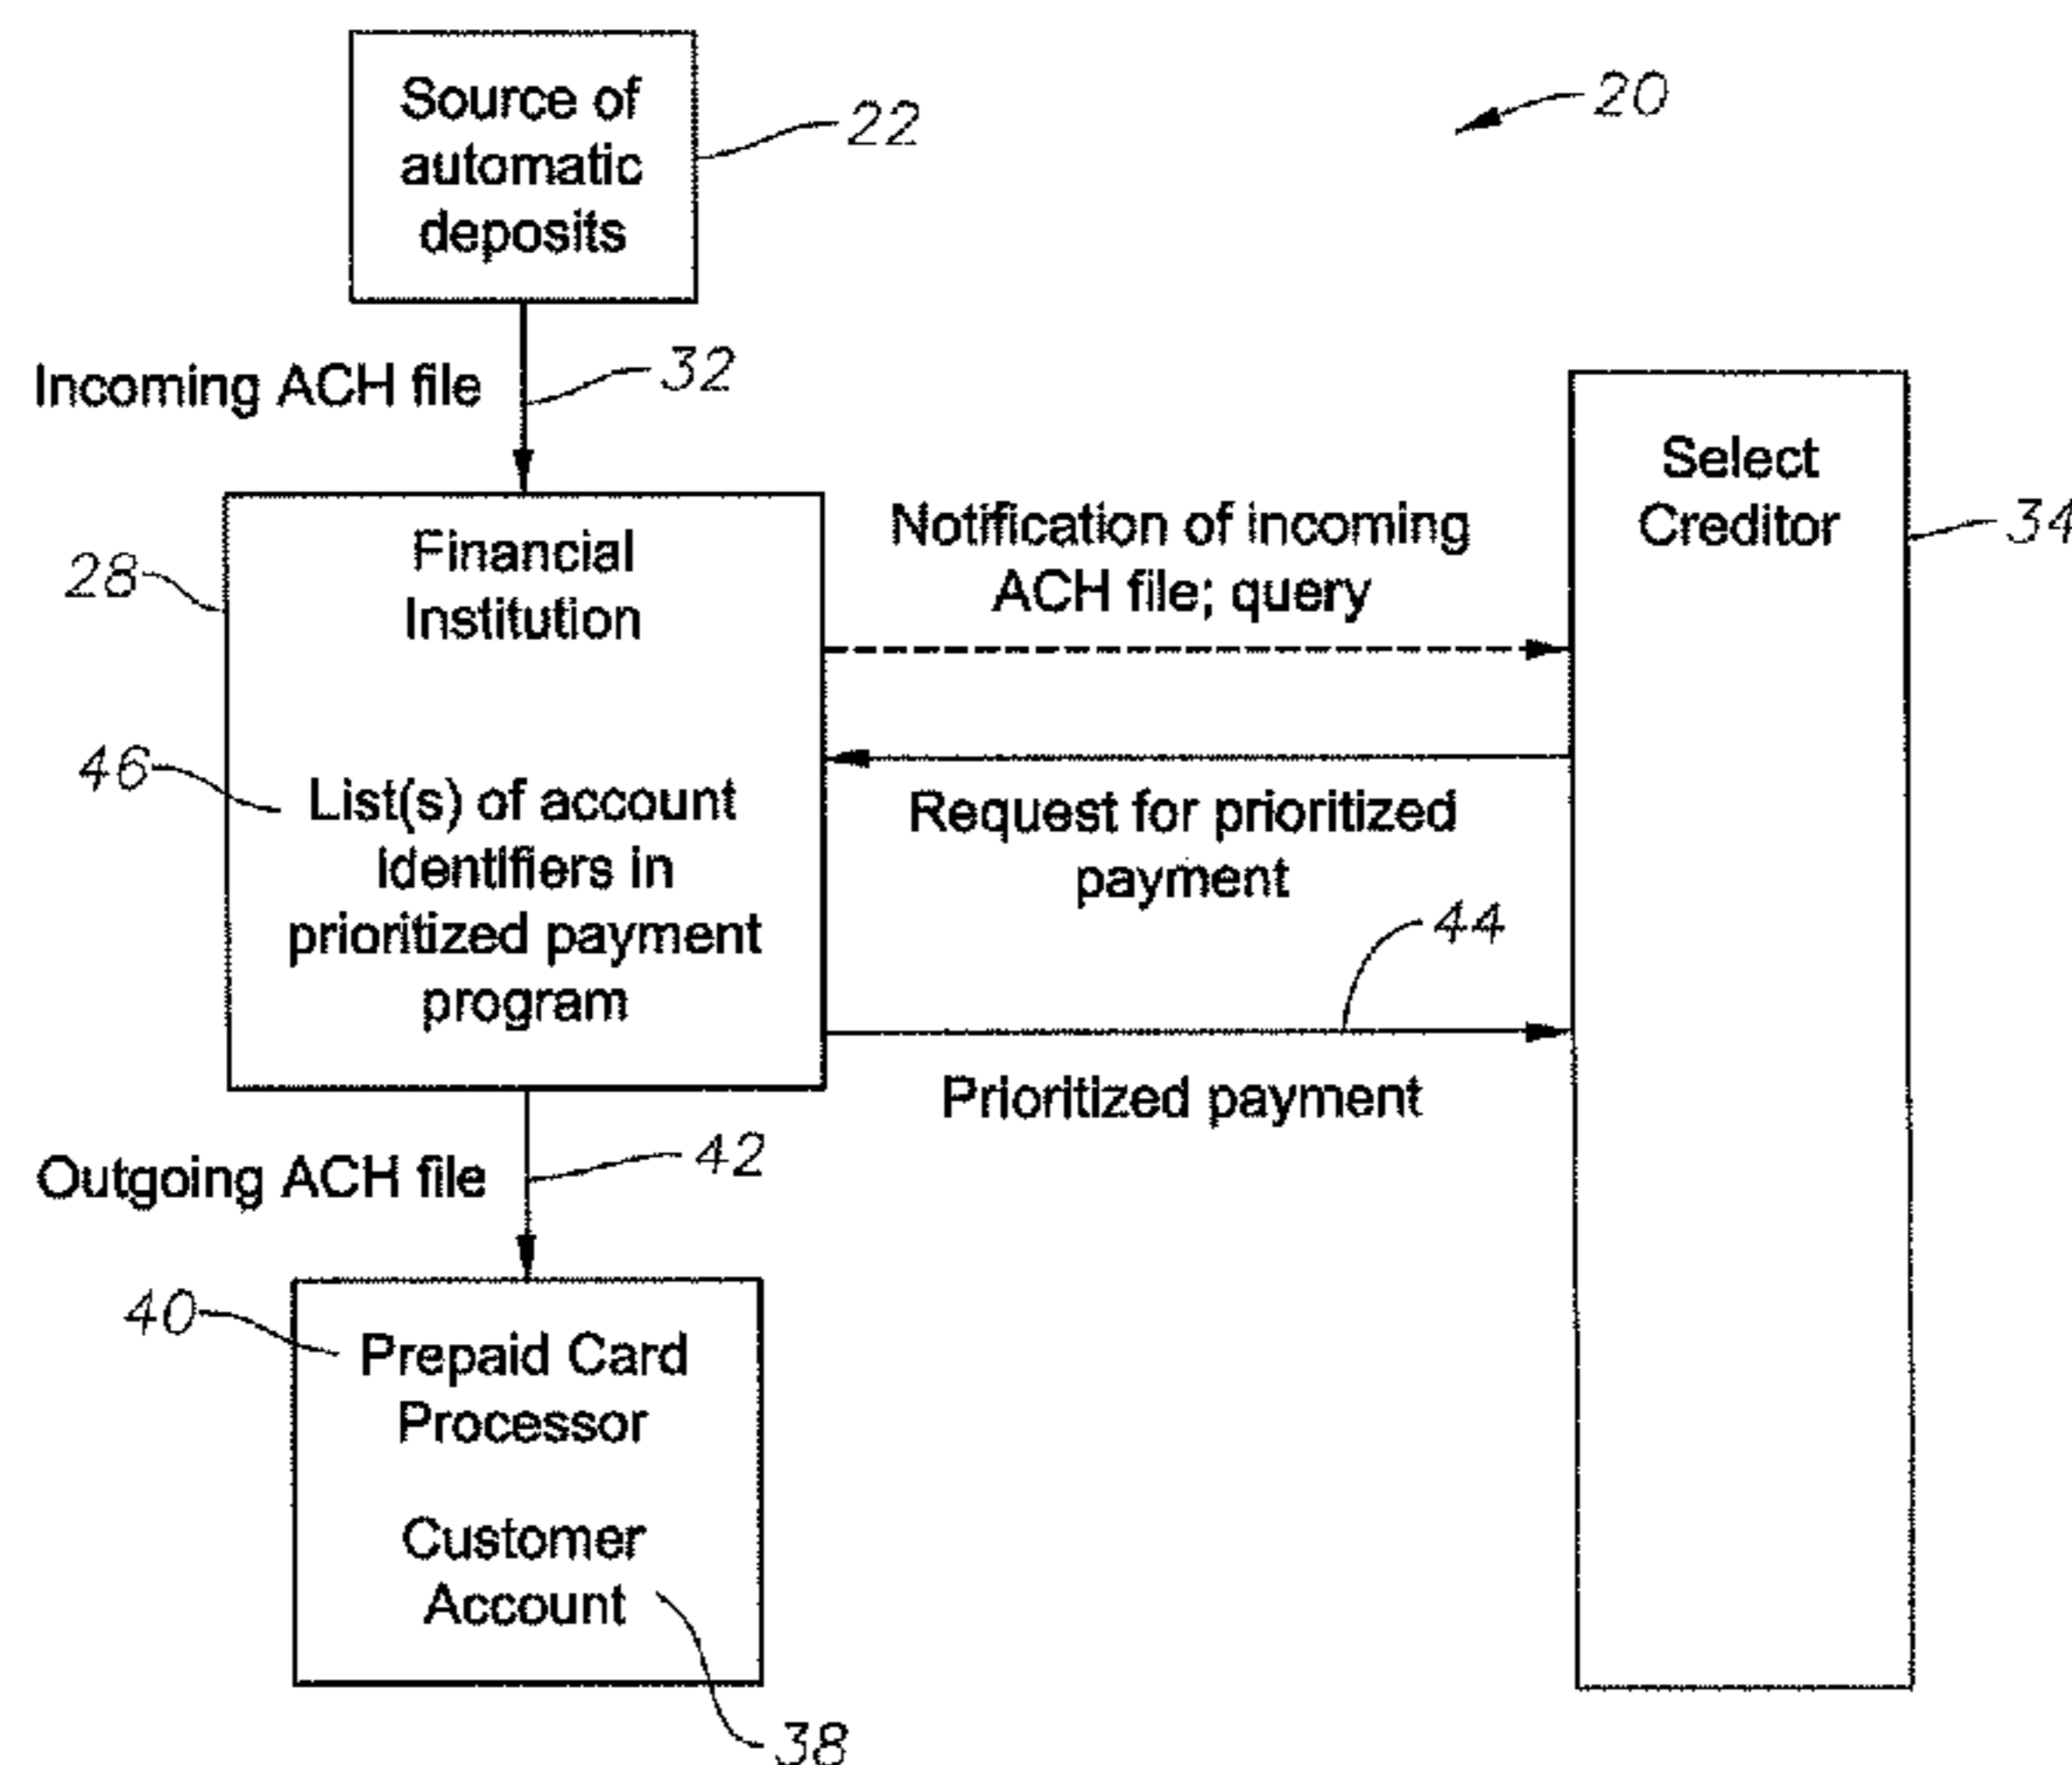 Source of
automatic
deposits
22
20
Incoming ACH file
32
Financial
Institution
28
46
List(s) of account
identifiers in
prioritized payment
program
Notification of incoming
ACH file; query
Select
Creditor
34
Request for prioritized
payment
44
Prioritized payment
Outgoing ACH file
42
40
Prepaid Card
Processor
Customer
Account
38